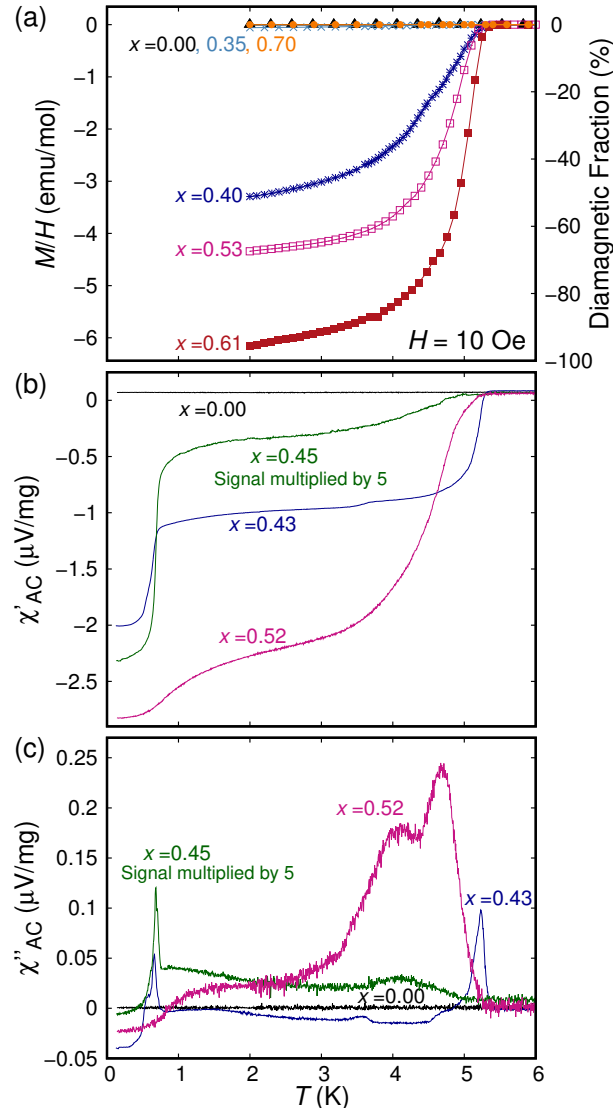 (a)
0
-1
-2
-3
-4
-5
-6
M/H (emu/mol)
x=0.00, 0.35, 0.70
x=0.40
x=0.53
x=0.61
H = 10 Oe
0
-20
-40
-60
-80
-100
Diamagnetic Fraction (%)
(b)
0
-0.5
-1
-1.5
-2
-2.5
χ'AC (μV/mg)
x=0.00
x=0.45
Signal multiplied by 5
x=0.43
x=0.52
(c)
0.25
0.20
0.15
0.10
0.05
0
-0.05
χ''AC (μV/mg)
x=0.52
x=0.45
Signal multiplied by 5
x=0.43
x=0.00
0 1 2 3 4 5 6
T (K)